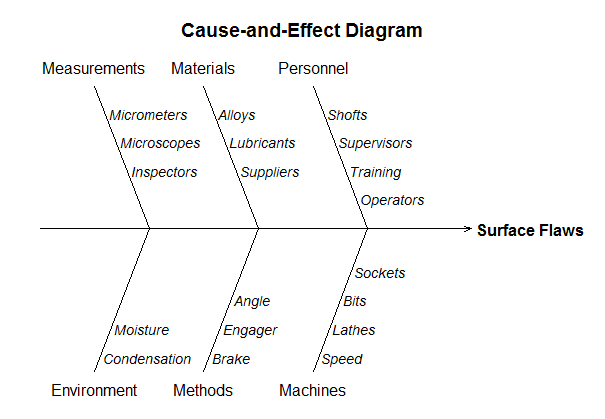 Cause-and-Effect Diagram
Measurements Materials Personnel
Micrometers Alloys Shofts
Microscopes Lubricants Supervisors
Inspectors Suppliers Training
Operators
Surface Flaws
Sockets
Angle Bits
Moisture Engager Lathes
Condensation Brake Speed
Environment Methods Machines